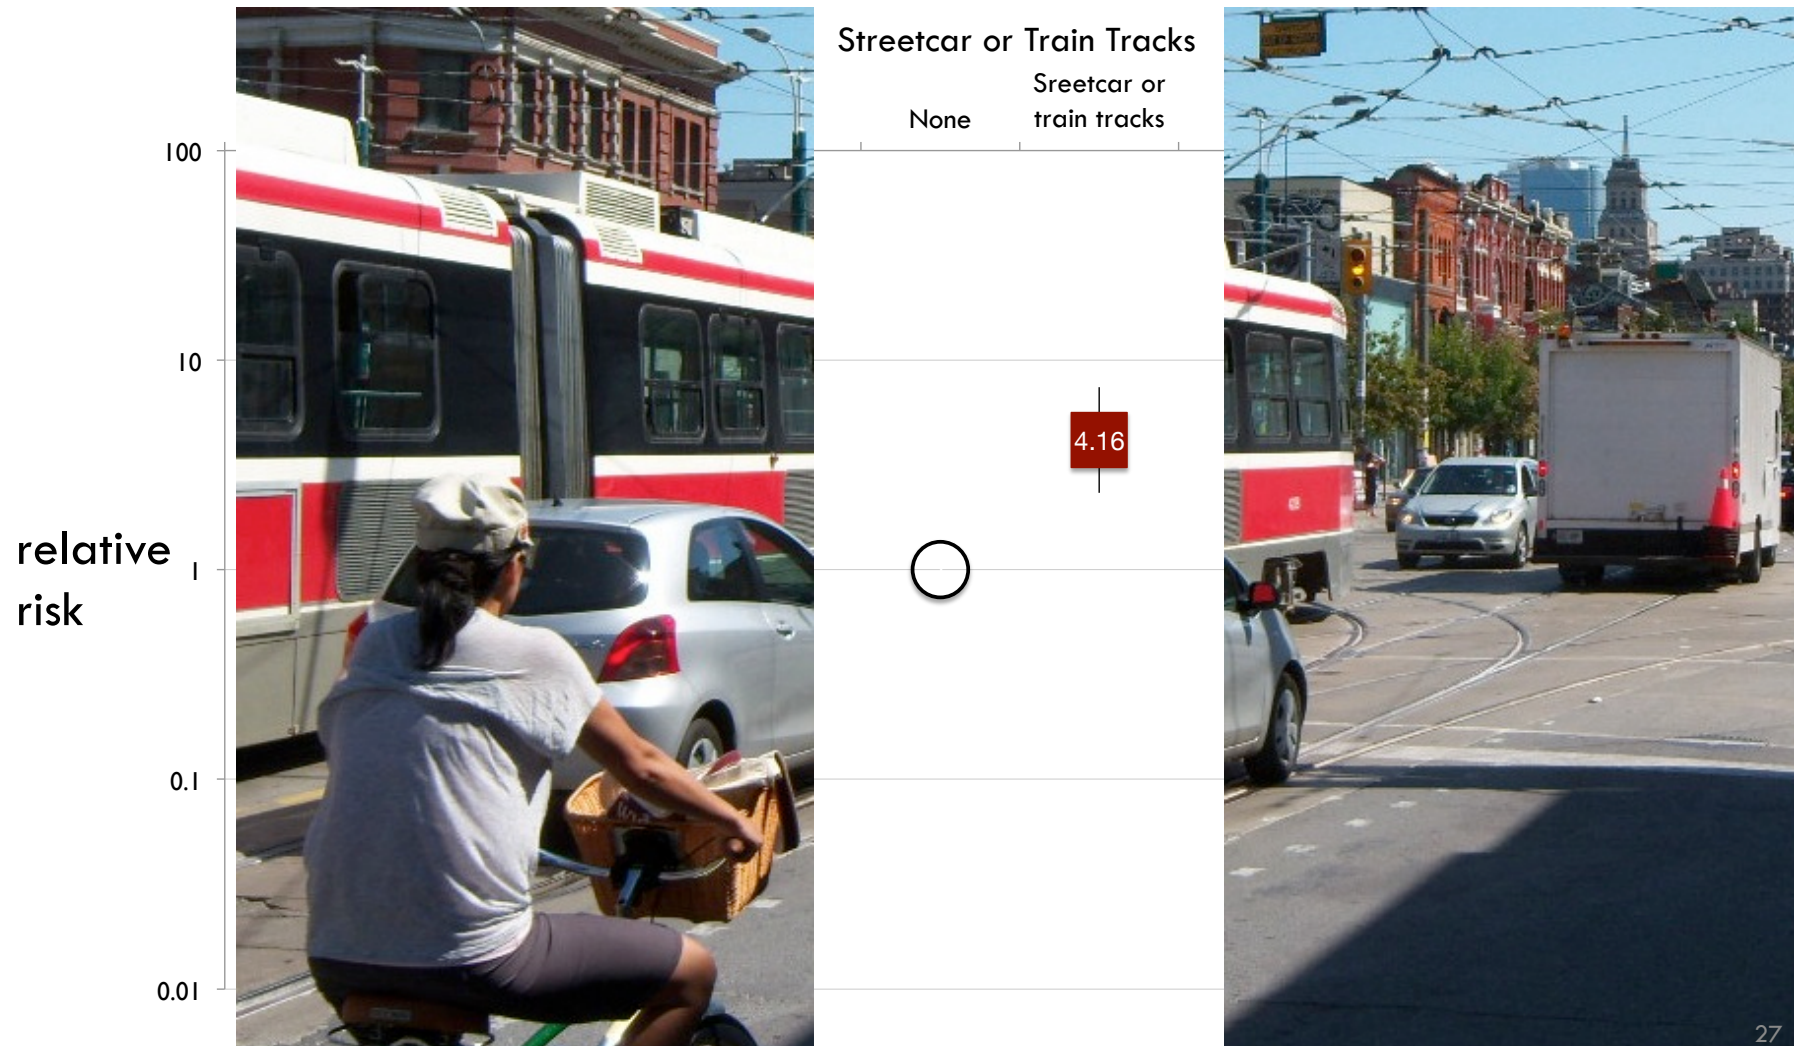 Streetcar or Train Tracks
None
Sreetcar or
train tracks
100
10
1
0.1
0.01
relative
risk
4.16
27